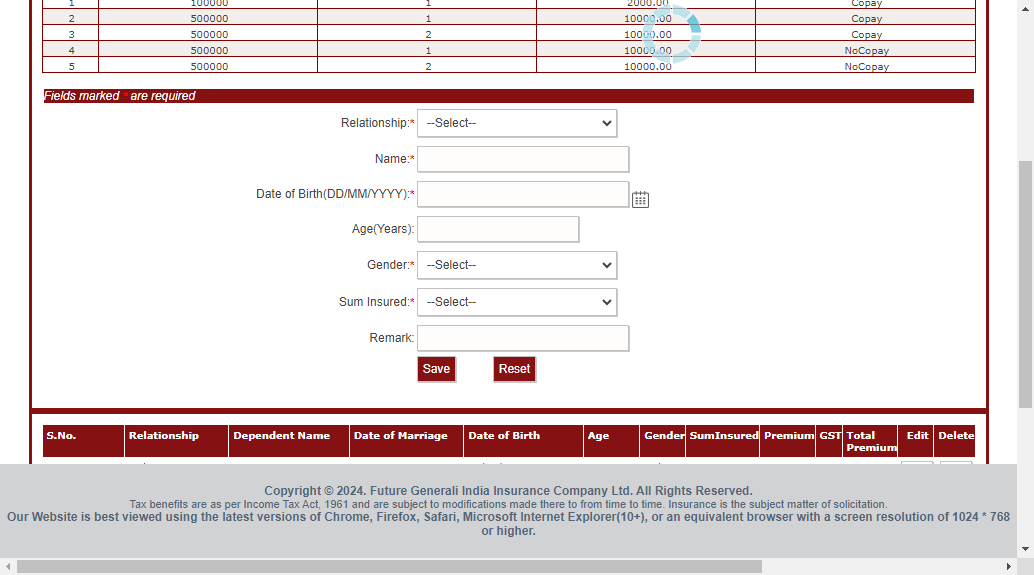 1 100000 1 2000.00 Copay
2 500000 1 10000.00 Copay
3 500000 2 10000.00 Copay
4 500000 1 10000.00 NoCopay
5 500000 2 10000.00 NoCopay
Fields marked * are required
Relationship:* --Select--
Name:*
Date of Birth(DD/MM/YYYY):*
Age(Years):
Gender:* --Select--
Sum Insured:* --Select--
Remark:
Save Reset
S.No. Relationship Dependent Name Date of Marriage Date of Birth Age Gender SumInsured Premium GST Total Edit Delete
Premium
Copyright © 2024. Future Generali India Insurance Company Ltd. All Rights Reserved.
Tax benefits are as per Income Tax Act, 1961 and are subject to modifications made there to from time to time. Insurance is the subject matter of solicitation.
Our Website is best viewed using the latest versions of Chrome, Firefox, Safari, Microsoft Internet Explorer(10+), or an equivalent browser with a screen resolution of 1024 * 768
or higher.